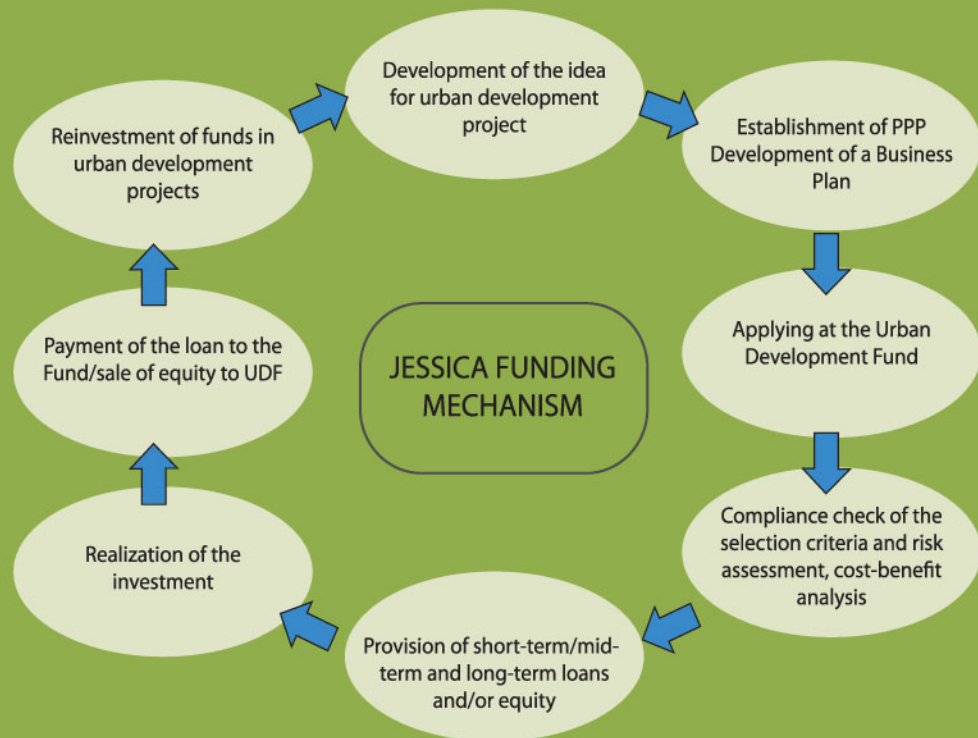 Development of the idea
for urban development
project
Establishment of PPP
Development of a Business
Plan
Applying at the Urban
Development Fund
Compliance check of the
selection criteria and risk
assessment, cost-benefit
analysis
Provision of short-term/mid-
term and long-term loans
and/or equity
Realization of the
investment
Payment of the loan to the
Fund/sale of equity to UDF
Reinvestment of funds in
urban development
projects
JESSICA FUNDING
MECHANISM